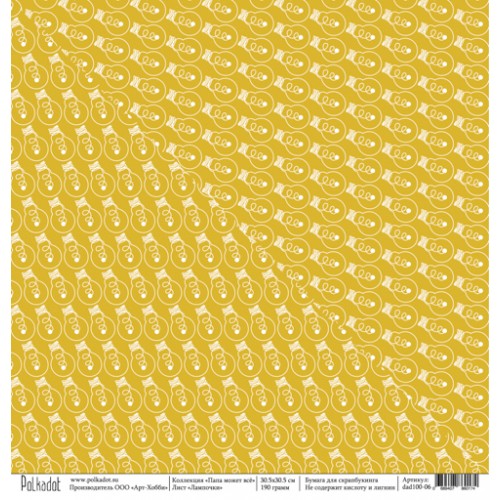 Polkadot
www.polkadot.su
Производитель ООО «Арт-Хобби»
Коллекция «Папа может всё»
Лист «Лампочки»
30.5х30.5 см
190 грамм
Бумага для скрапбукинга
Не содержит кислоту и лигнин
Артикул:
dad100-06